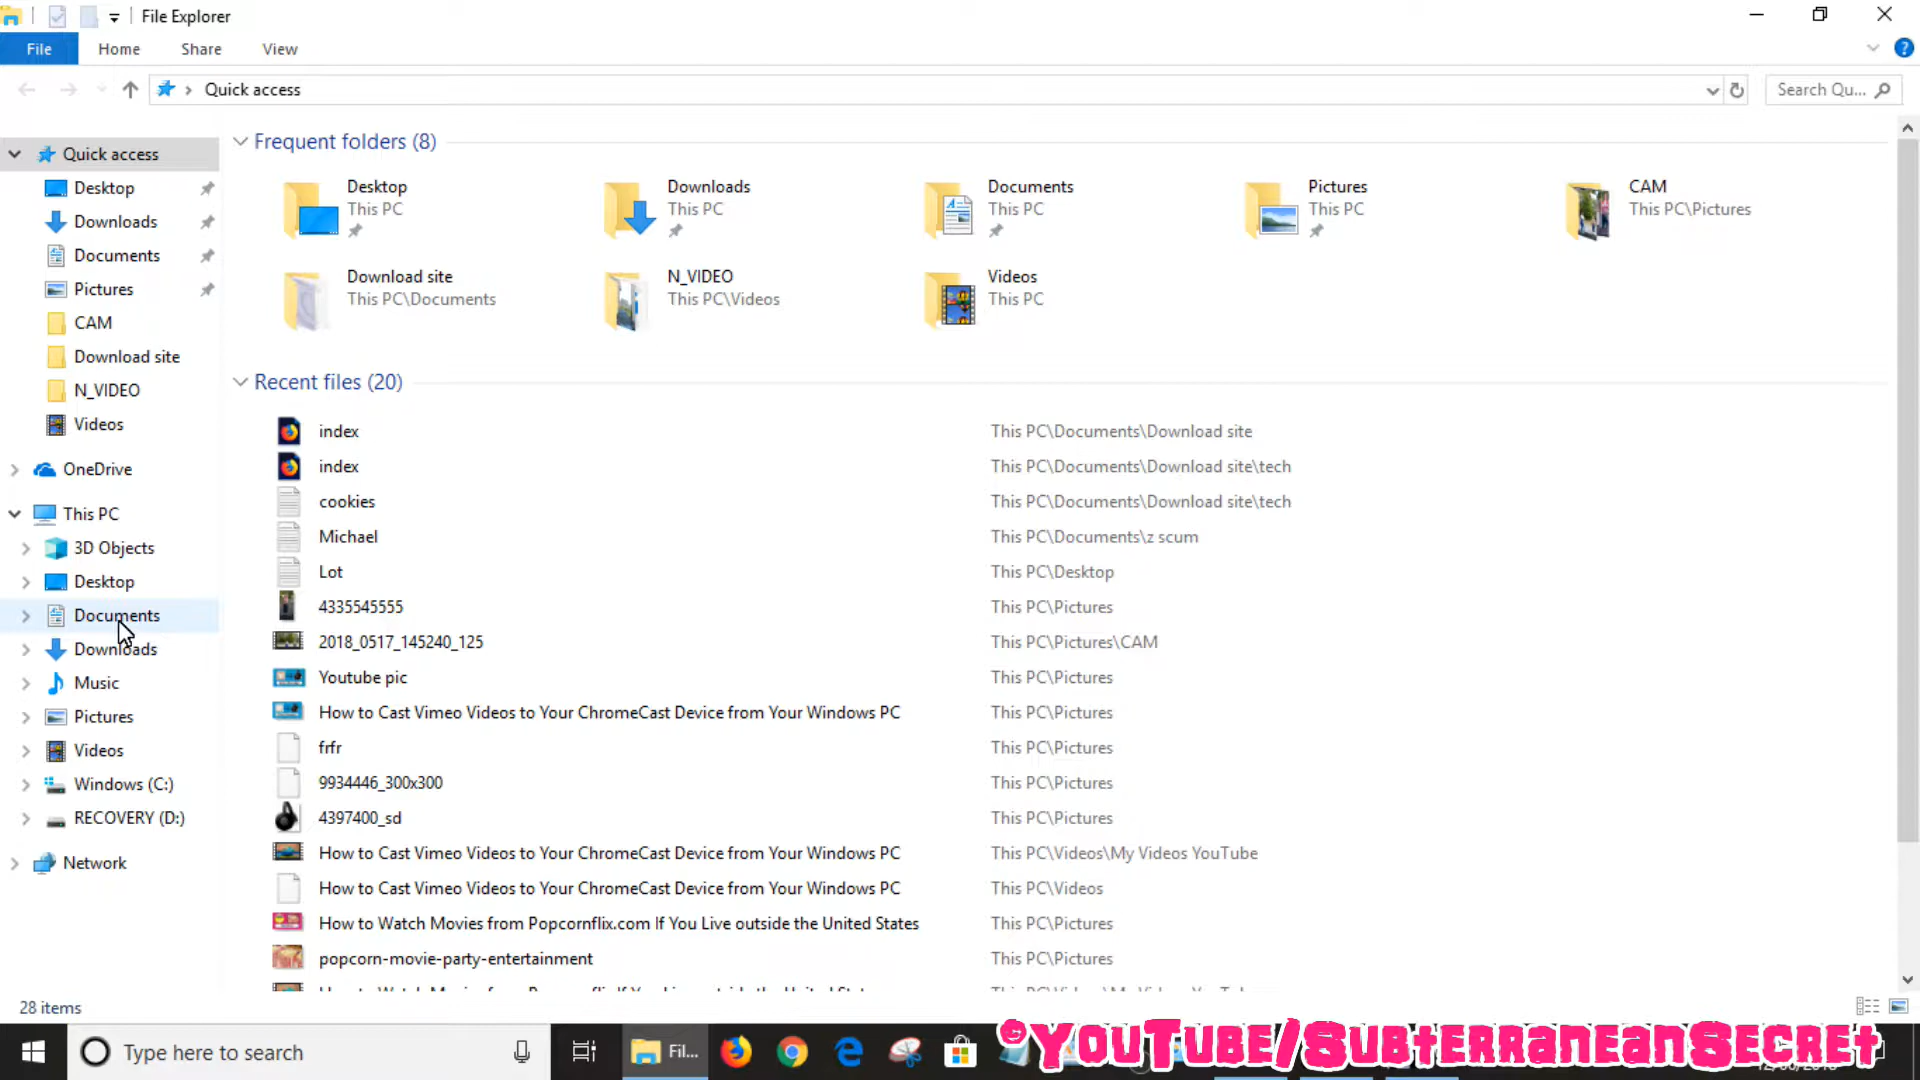 File Explorer
File Home Share View
Quick access Search Qu...
Quick access
Desktop
Downloads
Documents
Pictures
CAM
Download site
N_VIDEO
Videos
OneDrive
This PC
3D Objects
Desktop
Documents
Downloads
Music
Pictures
Videos
Windows (C:)
RECOVERY (D:)
Network
Frequent folders (8)
Desktop
This PC
Downloads
This PC
Documents
This PC
Pictures
This PC
CAM
This PC\Pictures
Download site
This PC\Documents
N_VIDEO
This PC\Videos
Videos
This PC
Recent files (20)
index This PC\Documents\Download site
index This PC\Documents\Download site\tech
cookies This PC\Documents\Download site\tech
Michael This PC\Documents\z scum
Lot This PC\Desktop
4335545555 This PC\Pictures
2018_0517_145240_125 This PC\Pictures\CAM
Youtube pic This PC\Pictures
How to Cast Vimeo Videos to Your ChromeCast Device from Your Windows PC This PC\Pictures
frfr This PC\Pictures
9934446_300x300 This PC\Pictures
4397400_sd This PC\Pictures
How to Cast Vimeo Videos to Your ChromeCast Device from Your Windows PC This PC\Videos\My Videos YouTube
How to Cast Vimeo Videos to Your ChromeCast Device from Your Windows PC This PC\Videos
How to Watch Movies from Popcornflix.com If You Live outside the United States This PC\Pictures
popcorn-movie-party-entertainment This PC\Pictures
28 items
Type here to search
Fil...
©YouTube/SubterraneanSecret